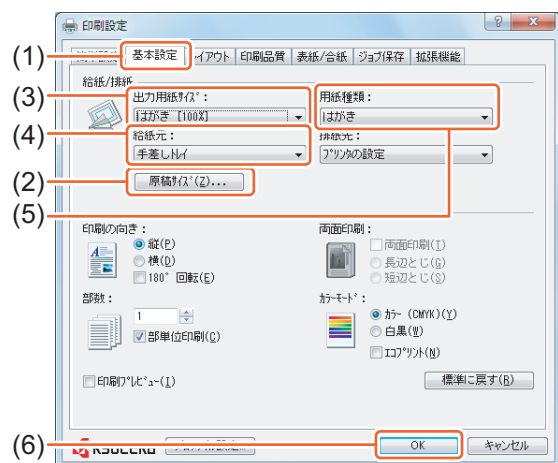 印刷設定
(1)
基本設定 イアウト 印刷品質 表紙/合紙 ジョブ保存 拡張機能
給紙/排紙
(3)
出力用紙ｻｲｽﾞ: 用紙種類:
はがき [100%] はがき
(4)
給紙元: 排紙先:
手差しﾄﾚｲ ﾌﾟﾘﾝﾀの設定
(2)
原稿ｻｲｽﾞ(Z)...
(5)
印刷の向き: 両面印刷:
縦(P) 両面印刷(I)
横(D) 長辺とじ(G)
180° 回転(E) 短辺とじ(S)
部数: ｶﾗｰﾓｰﾄﾞ:
1 ｶﾗｰ (CMYK)(Y)
部単位印刷(C) 白黒(W)
ｴｺﾌﾟﾘﾝﾄ(N)
印刷ﾌﾟﾚﾋﾞｭｰ(I) 標準に戻す(R)
(6)
KYOCERA OK キャンセル